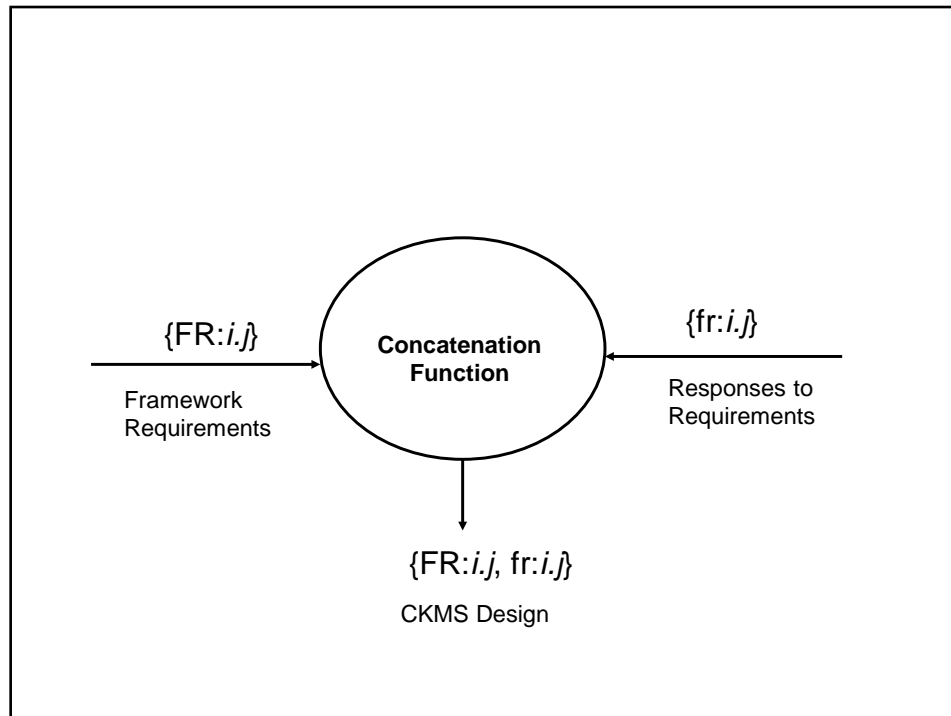 {FR:i.j}
Framework
Requirements
Concatenation
Function
{fr:i.j}
Responses to
Requirements
{FR:i.j, fr:i.j}
CKMS Design